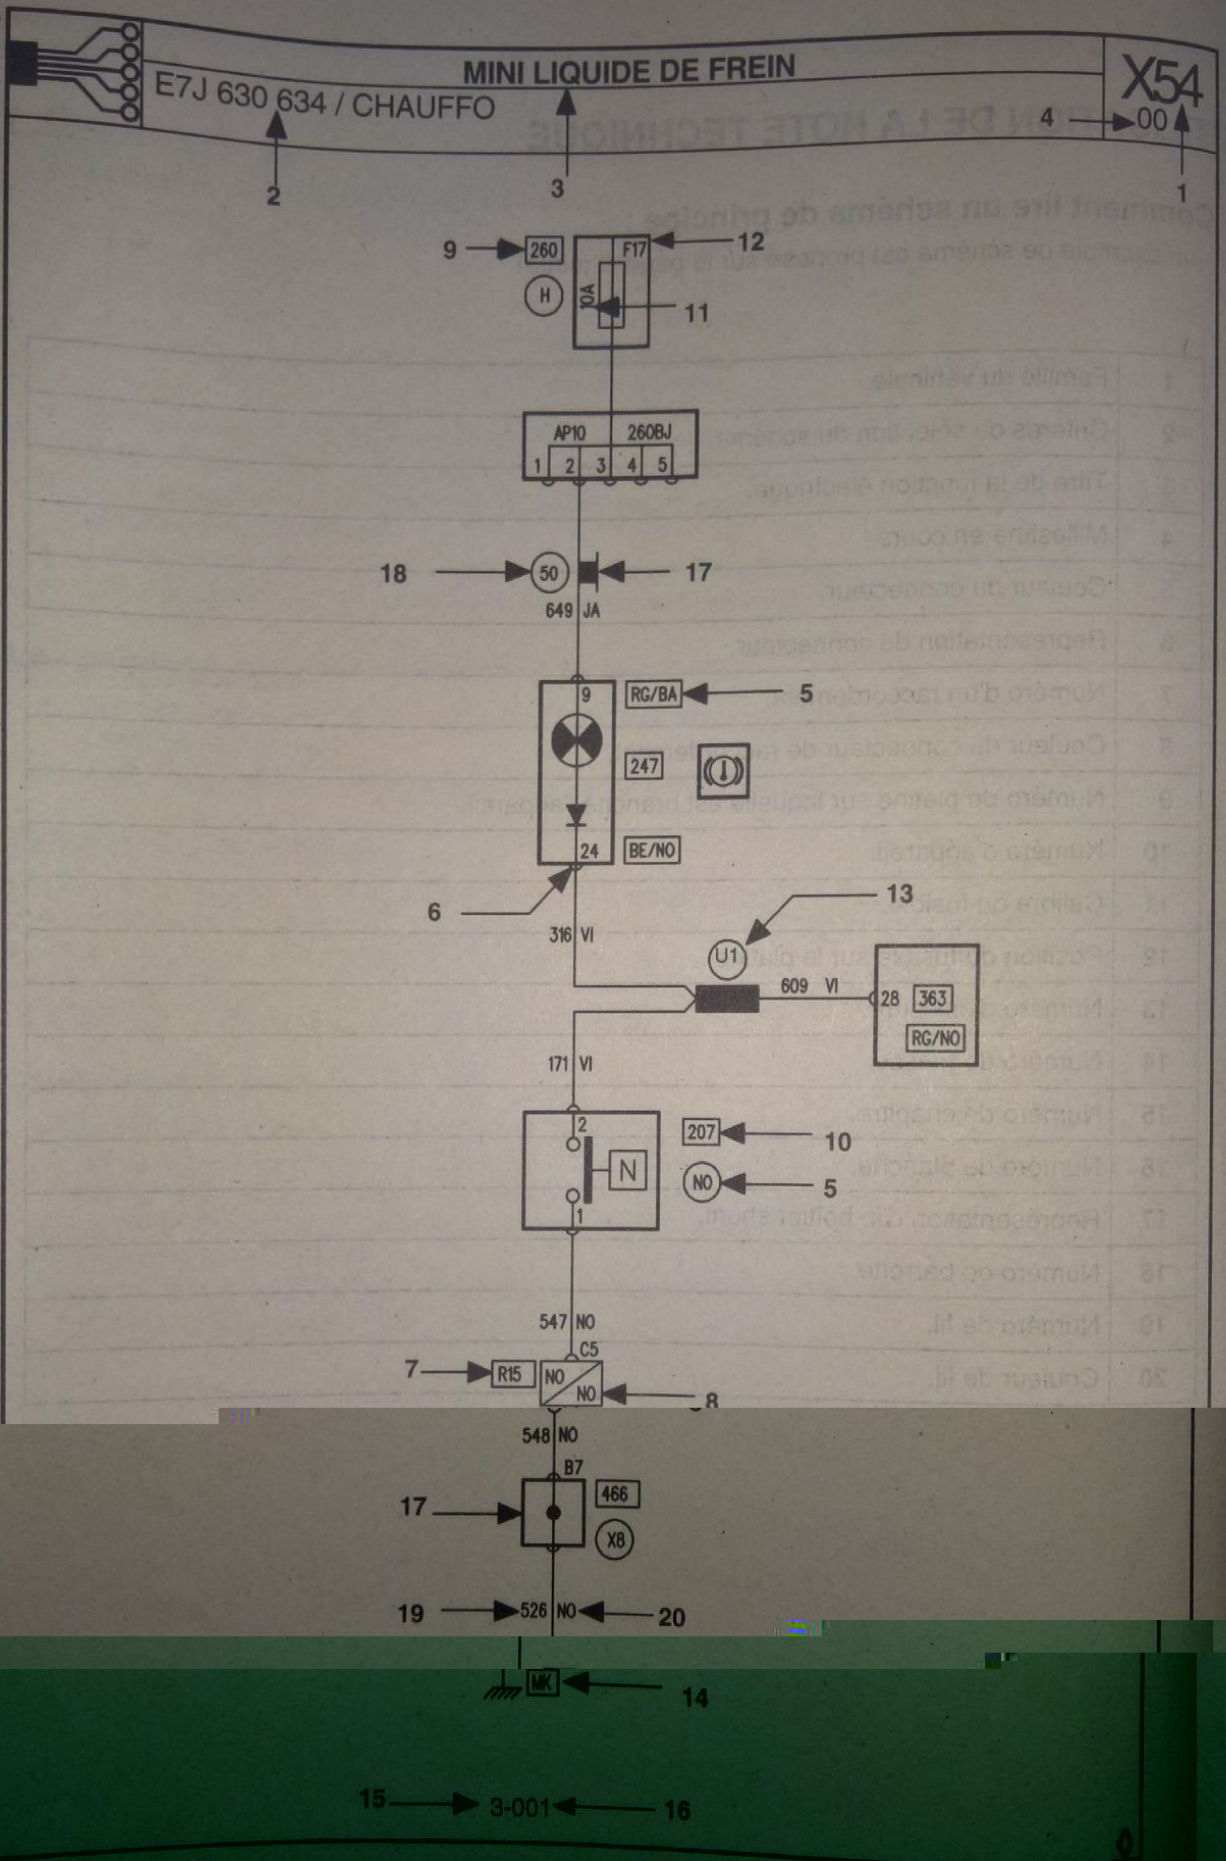 MINI LIQUIDE DE FREIN
E7J 630 634 / CHAUFFO
X54
4 00
2
3
1
9 260 F17 12
H 10A 11
AP10 260BJ
1 2 3 4 5
18 50 17
649 JA
9 RG/BA 5
247
24 BE/NO
6
316 VI
13
U1
609 VI 28 363
RG/NO
171 VI
2 207 10
N NO 5
1
547 NO
C5
7 R15 NO
NO 8
548 NO
B7
17 466
X8
19 526 NO 20
MK 14
15 3-001 16